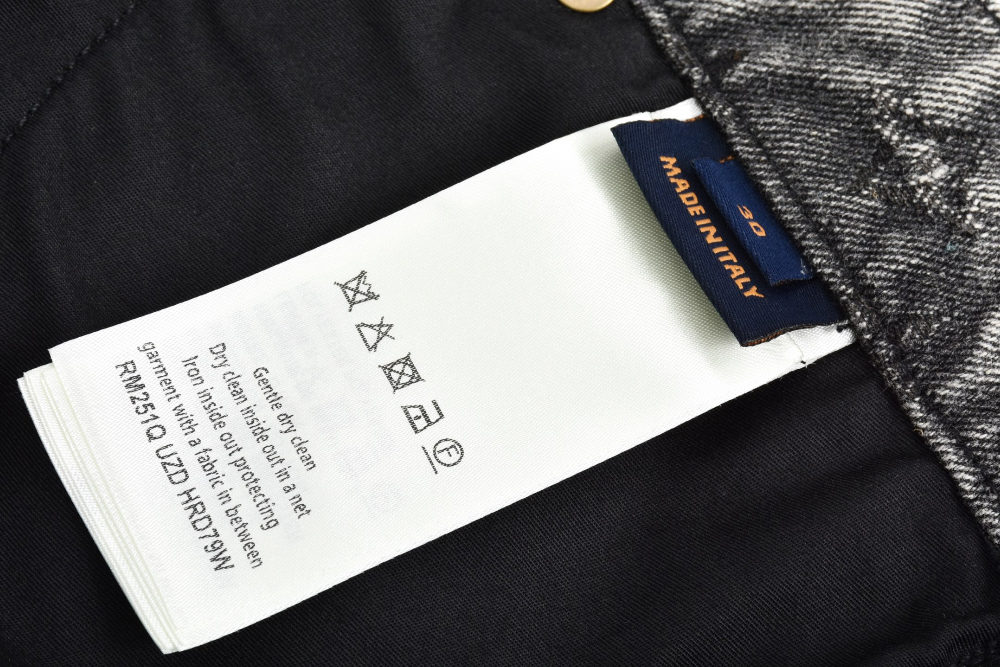 MADE IN ITALY
30
F
Gentle dry clean
Dry clean inside out in a net
Iron inside out protecting
garment with a fabric in between
RM251Q UZD HRD79W